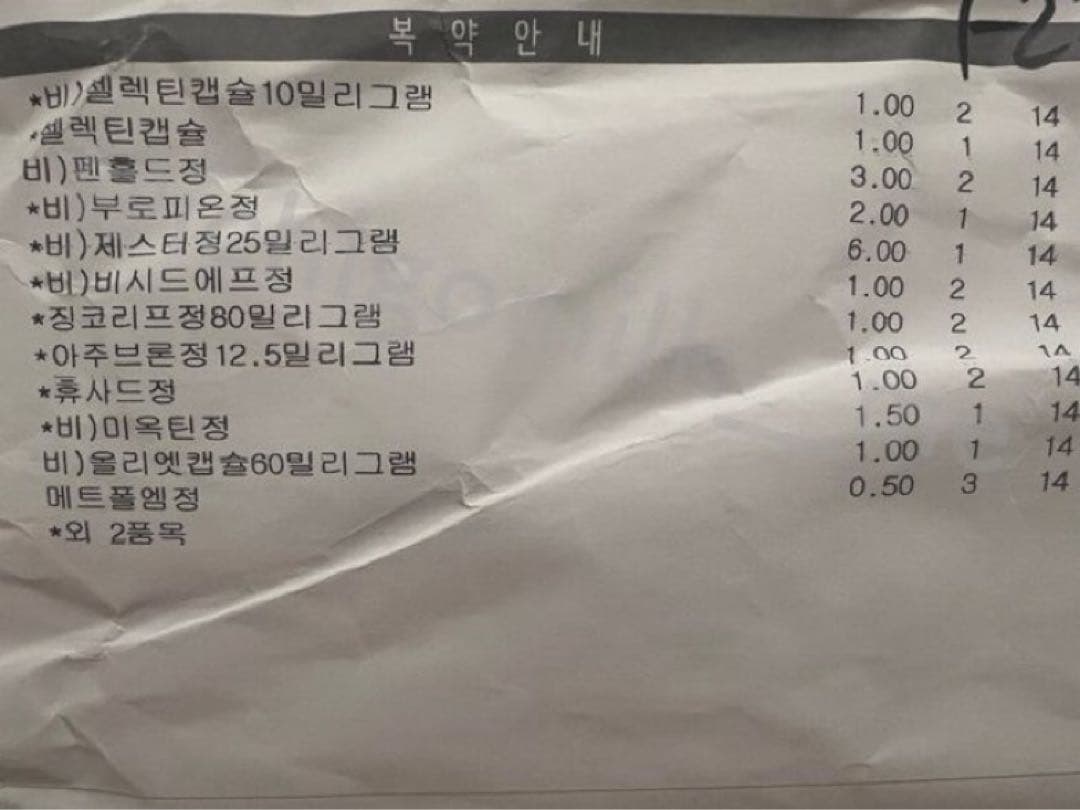 복 약 안 내
*비)셀렉틴캡슐10밀리그램 1.00 2 14
*셀렉틴캡슐 1.00 1 14
비)펜홀드정 3.00 2 14
*비)부로피온정 2.00 1 14
*비)제스터정25밀리그램 6.00 1 14
*비)비시드에프정 1.00 2 14
*징코리프정80밀리그램 1.00 2 14
*아주브론정12.5밀리그램 1.00 2 14
*휴사드정 1.00 2 14
*비)미옥틴정 1.50 1 14
비)올리엣캡슐60밀리그램 1.00 1 14
메트폴엠정 0.50 3 14
*외 2품목